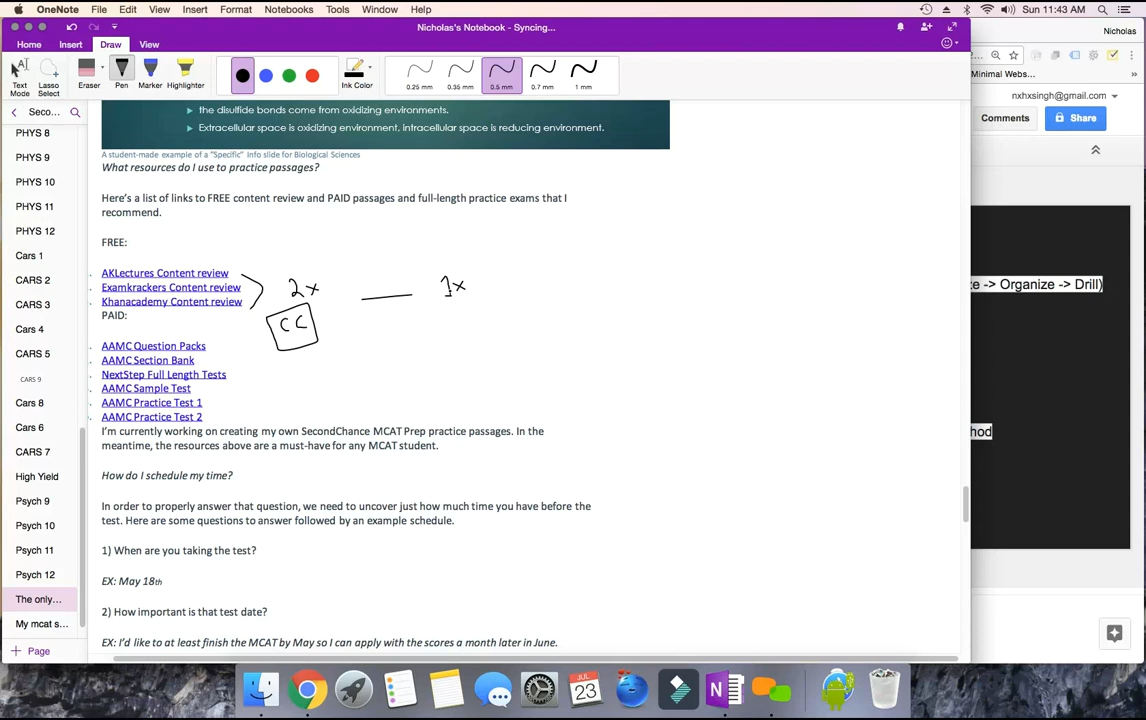 OneNote File Edit View Insert Format Notebooks Tools Window Help Sun 11:43 AM Nicholas
Nicholas's Notebook - Syncing...
Nicholas
Home Insert Draw View
Text Mode
Lasso Select
Eraser
Pen
Marker
Highlighter
Ink Color
0.25 mm 0.35 mm 0.5 mm 0.7 mm 1 mm
Minimal Webs...
nxhxsingh@gmail.com
Comments
Share
Seco...
PHYS 8
PHYS 9
PHYS 10
PHYS 11
PHYS 12
Cars 1
CARS 2
CARS 3
Cars 4
CARS 5
CARS 9
Cars 8
Cars 6
CARS 7
High Yield
Psych 9
Psych 10
Psych 11
Psych 12
The only...
My mcat s...
Page
the disulfide bonds come from oxidizing environments.
Extracellular space is oxidizing environment, intracellular space is reducing environment.
A student-made example of a "Specific" Info slide for Biological Sciences
What resources do I use to practice passages?
Here's a list of links to FREE content review and PAID passages and full-length practice exams that I
recommend.
FREE:
AKLectures Content review
Examkrackers Content review
Khanacademy Content review
2x
1x
CC
PAID:
AAMC Question Packs
AAMC Section Bank
NextStep Full Length Tests
AAMC Sample Test
AAMC Practice Test 1
AAMC Practice Test 2
I'm currently working on creating my own SecondChance MCAT Prep practice passages. In the
meantime, the resources above are a must-have for any MCAT student.
How do I schedule my time?
In order to properly answer that question, we need to uncover just how much time you have before the
test. Here are some questions to answer followed by an example schedule.
1) When are you taking the test?
EX: May 18th
2) How important is that test date?
EX: I'd like to at least finish the MCAT by May so I can apply with the scores a month later in June.
-> Organize -> Drill)
JUL
23